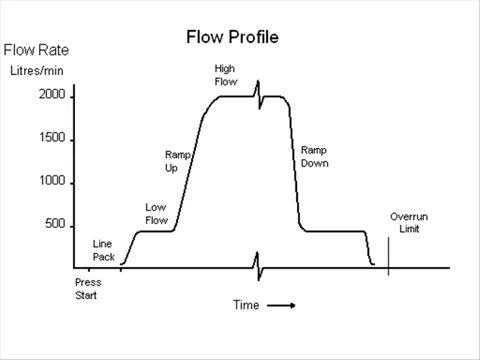 Flow Profile
Flow Rate
Litres/min
High
Flow
2000
1500
Ramp
Up
Ramp
Down
1000
Low
Flow
500
Overrun
Limit
Line
Pack
Press
Start
Time